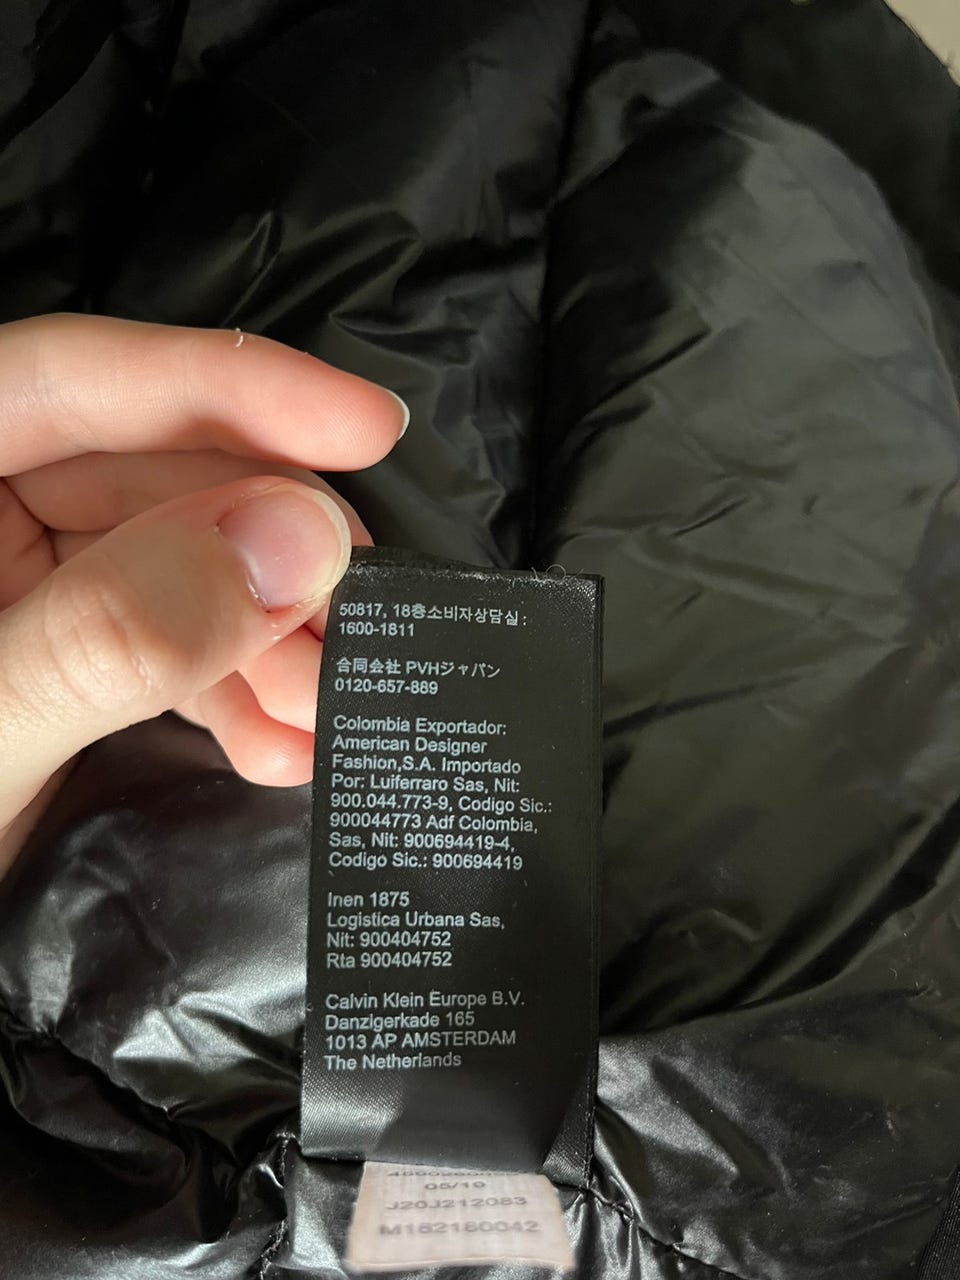 50817, 18층소비자상담실 :
1600-1811
合同会社 PVHジャパン
0120-657-889
Colombia Exportador:
American Designer
Fashion,S.A. Importado
Por: Luiferraro Sas, Nit:
900.044.773-9, Codigo Sic.:
900044773 Adf Colombia,
Sas, Nit: 900694419-4,
Codigo Sic.: 900694419
Inen 1875
Logistica Urbana Sas,
Nit: 900404752
Rta 900404752
Calvin Klein Europe B.V.
Danzigerkade 165
1013 AP AMSTERDAM
The Netherlands
05/19
J20J212083
M162180042